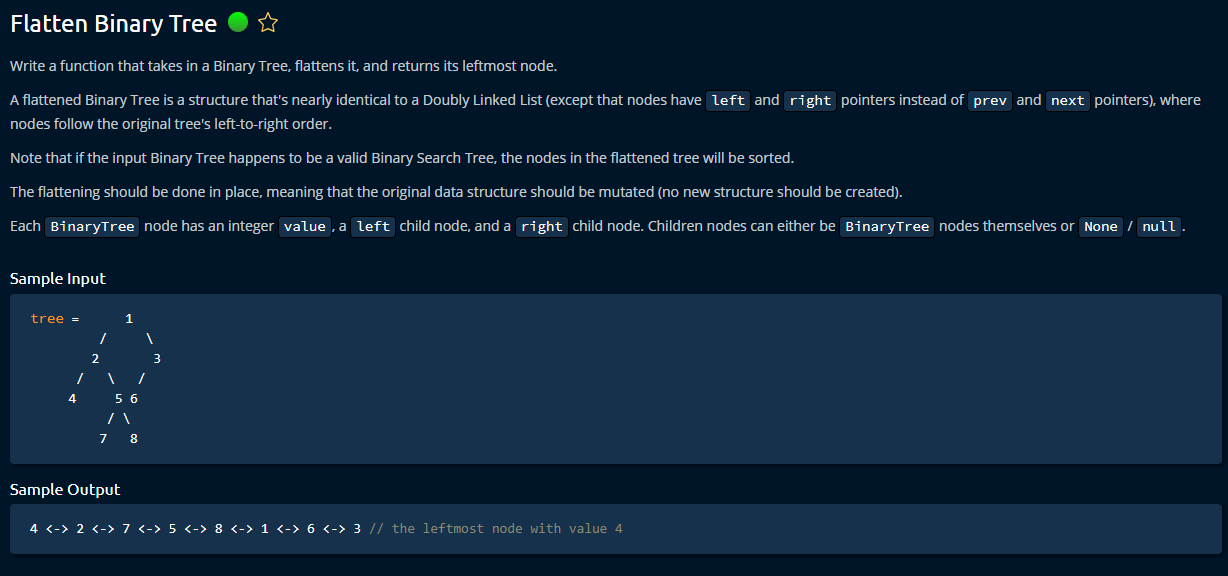 Flatten Binary Tree
Write a function that takes in a Binary Tree, flattens it, and returns its leftmost node.
A flattened Binary Tree is a structure that's nearly identical to a Doubly Linked List (except that nodes have left and right pointers instead of prev and next pointers), where
nodes follow the original tree's left-to-right order.
Note that if the input Binary Tree happens to be a valid Binary Search Tree, the nodes in the flattened tree will be sorted.
The flattening should be done in place, meaning that the original data structure should be mutated (no new structure should be created).
Each BinaryTree node has an integer value, a left child node, and a right child node. Children nodes can either be BinaryTree nodes themselves or None / null.
Sample Input
tree =      1
         /     \
        2       3
      /   \   /
     4     5 6
          / \
         7   8
Sample Output
4 <-> 2 <-> 7 <-> 5 <-> 8 <-> 1 <-> 6 <-> 3 // the leftmost node with value 4